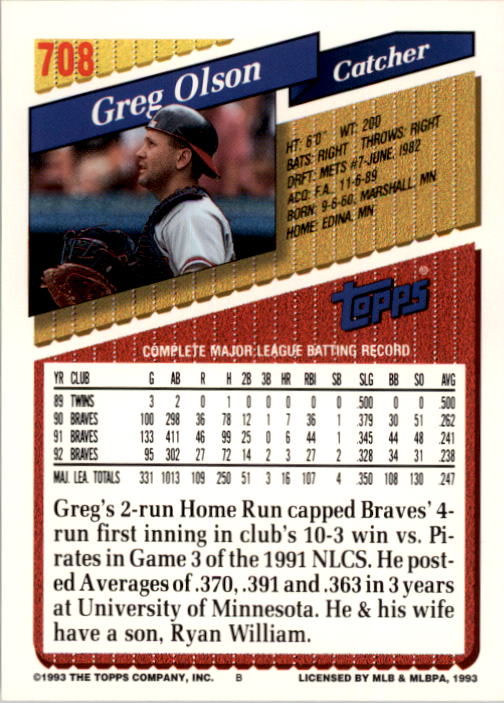 708
Greg Olson
Catcher
HT: 6'0" WT: 200
BATS: RIGHT THROWS: RIGHT
DRFT: METS #7-JUNE, 1982
ACQ: F.A., 11-6-89
BORN: 9-6-60, MARSHALL, MN
HOME: EDINA, MN
TOPPS®
COMPLETE MAJOR LEAGUE BATTING RECORD
YR CLUB G AB R H 2B 3B HR RBI SB SLG BB SO AVG
89 TWINS 3 2 0 1 0 0 0 0 0 .500 0 0 .500
90 BRAVES 100 298 36 78 12 1 7 36 1 .379 30 51 .262
91 BRAVES 133 411 46 99 25 0 6 44 1 .345 44 48 .241
92 BRAVES 95 302 27 72 14 2 3 27 2 .328 34 31 .238
MAJ. LEA. TOTALS 331 1013 109 250 51 3 16 107 4 .350 108 130 .247
Greg's 2-run Home Run capped Braves' 4-
run first inning in club's 10-3 win vs. Pi-
rates in Game 3 of the 1991 NLCS. He post-
ed Averages of .370, .391 and .363 in 3 years
at University of Minnesota. He & his wife
have a son, Ryan William.
©1993 THE TOPPS COMPANY, INC. B LICENSED BY MLB & MLBPA, 1993